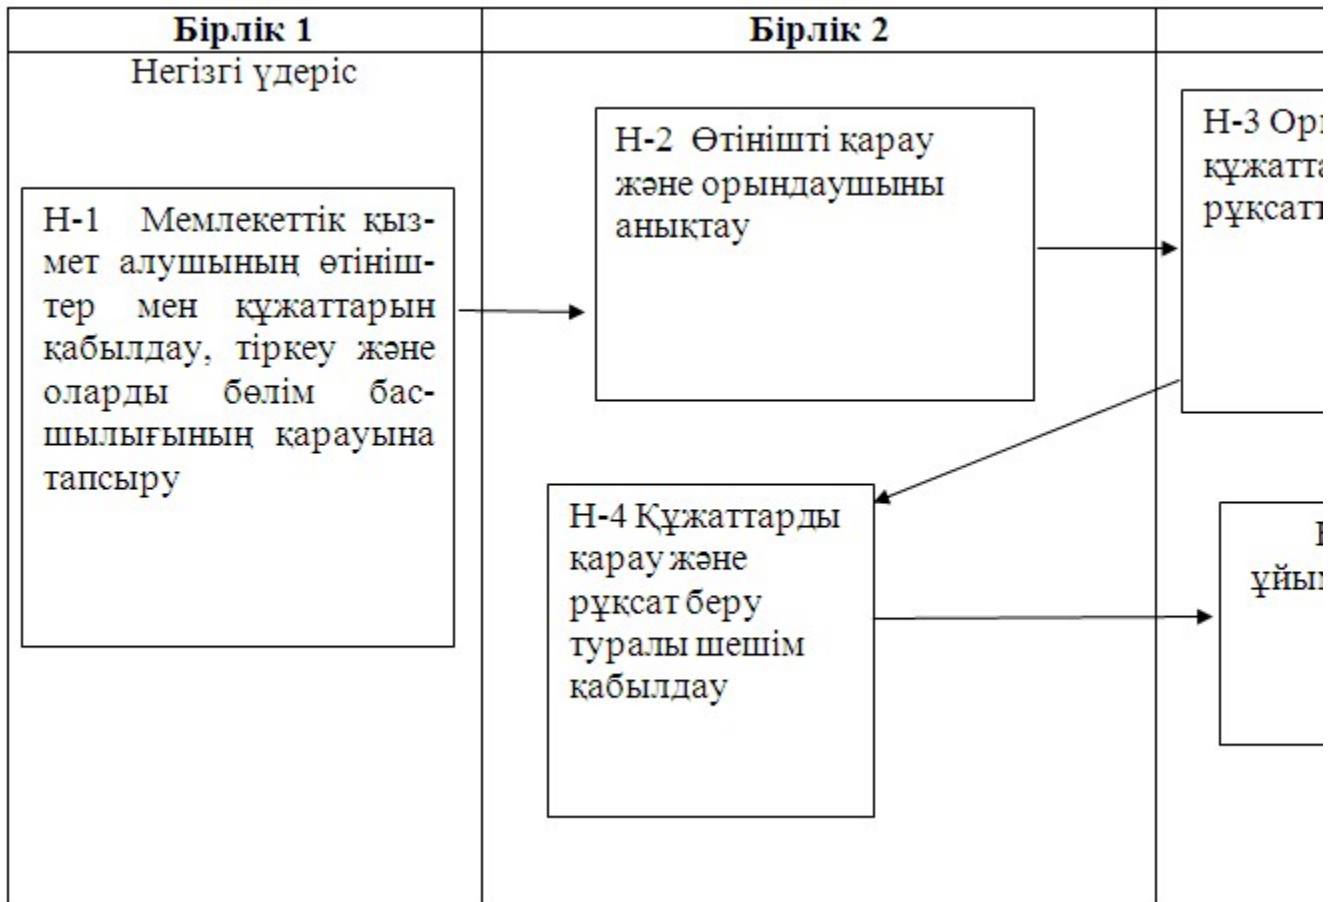 Бірлік 1
Бірлік 2
Негізгі үдеріс
Н-1 Мемлекеттік қыз-
мет алушының өтініш-
тер мен құжаттарын
қабылдау, тіркеу және
оларды бөлім бас-
шылығының қарауына
тапсыру
Н-2 Өтінішті қарау
және орындаушыны
анықтау
Н-3
Н-4 Құжаттарды
қарау және
рұқсат беру
туралы шешім
қабылдау